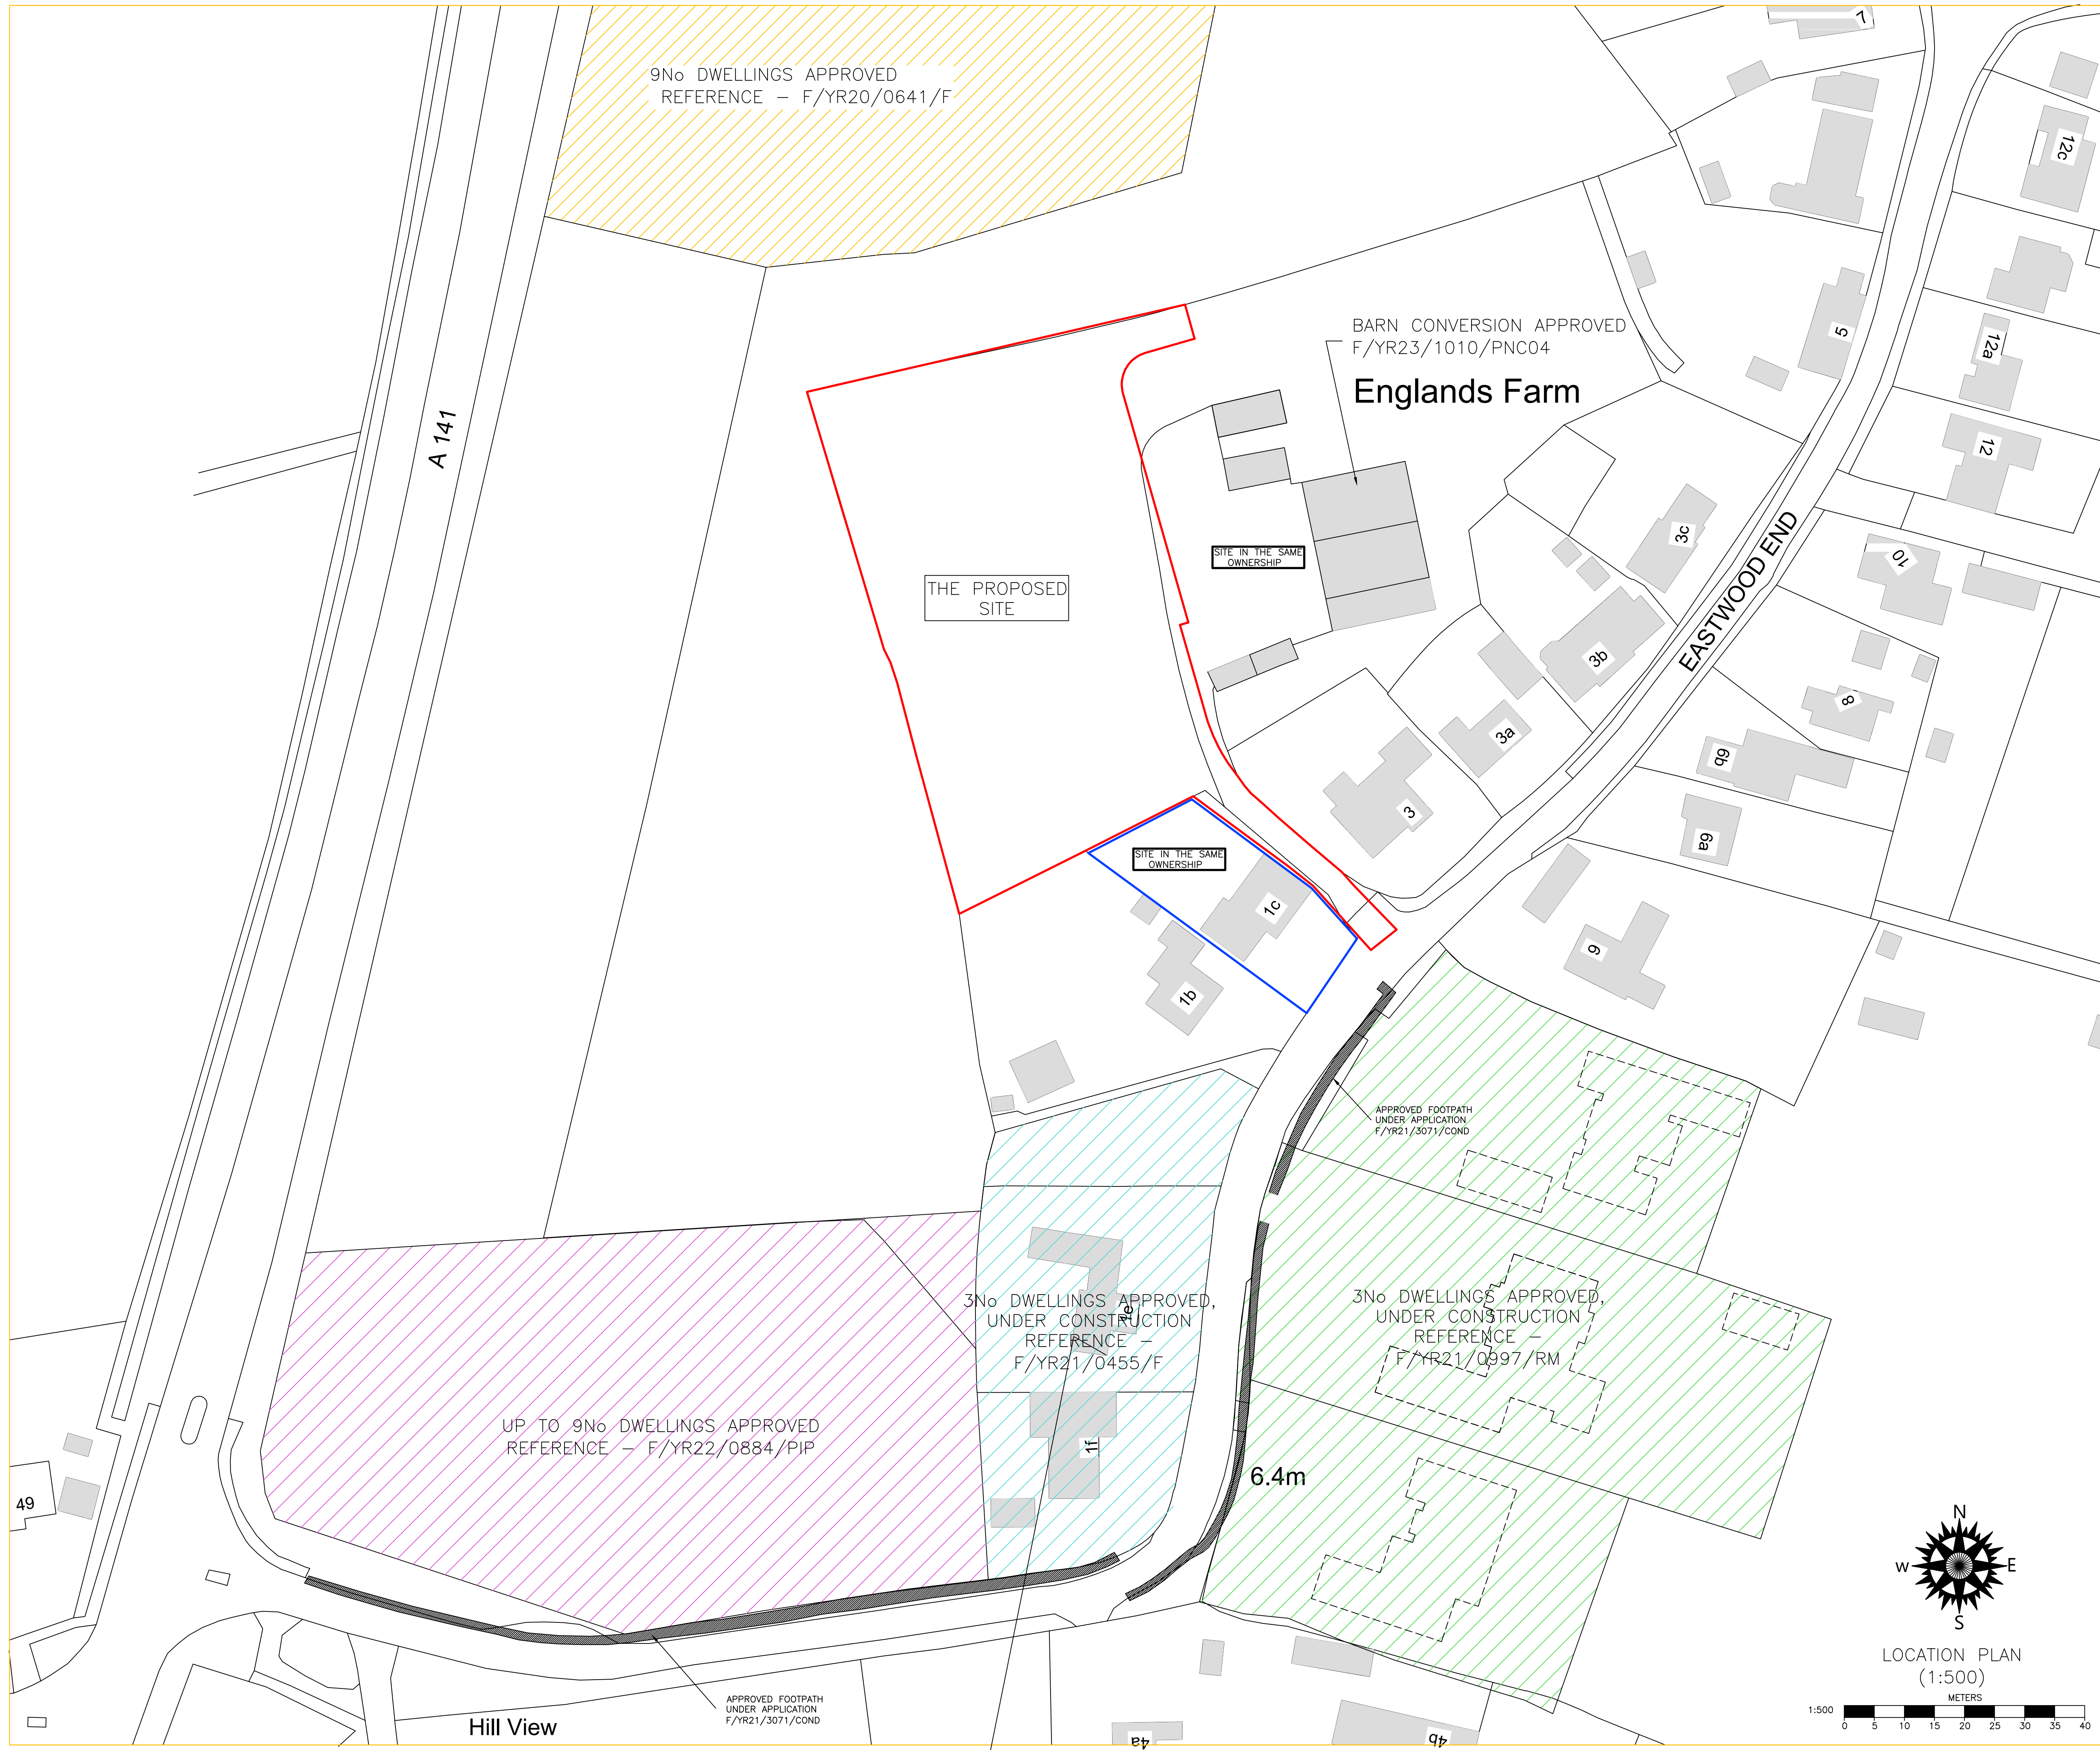 9No DWELLINGS APPROVED
REFERENCE – F/YR20/0641/F
7
12c
A 141
BARN CONVERSION APPROVED
F/YR23/1010/PNC04
Englands Farm
5
12a
12
SITE IN THE SAME
OWNERSHIP
3c
EASTWOOD END
10
THE PROPOSED
SITE
3b
8
3a
6b
3
6a
SITE IN THE SAME
OWNERSHIP
1c
9
1b
APPROVED FOOTPATH
UNDER APPLICATION
F/YR21/3071/COND
3No DWELLINGS APPROVED,
UNDER CONSTRUCTION
REFERENCE –
F/YR21/0455/F
1e
3No DWELLINGS APPROVED,
UNDER CONSTRUCTION
REFERENCE –
F/YR21/0997/RM
UP TO 9No DWELLINGS APPROVED
REFERENCE – F/YR22/0884/PIP
1f
6.4m
49
N
W
E
S
LOCATION PLAN
(1:500)
METERS
1:500
0 5 10 15 20 25 30 35 40
APPROVED FOOTPATH
UNDER APPLICATION
F/YR21/3071/COND
Hill View
4a
4b